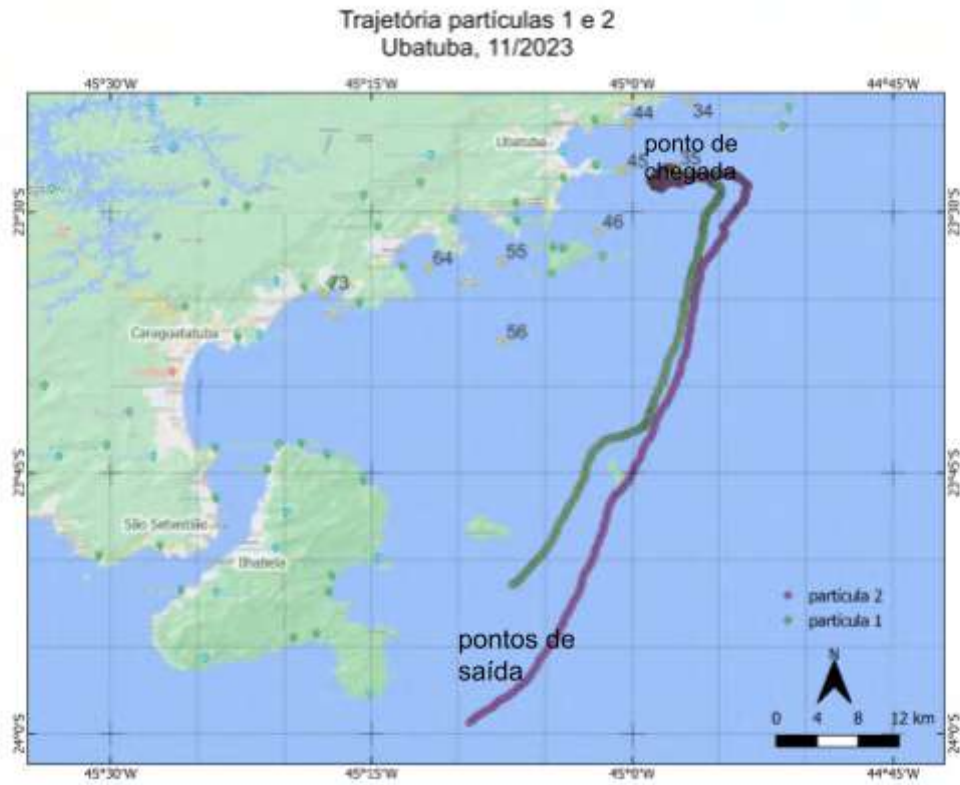 Trajetória partículas 1 e 2
Ubatuba, 11/2023
45°30'W 45°15'W 45°0'W 44°45'W
44 34
Ubatuba
ponto de
45 35
chegada
23°30'S 23°30'S
46
55
64
73
Caraguatatuba
56
23°45'S 23°45'S
São Sebastião
Ilhabela
partícula 2
partícula 1
pontos de
saída
N
0 4 8 12 km
24°0'S 24°0'S
45°30'W 45°15'W 45°0'W 44°45'W